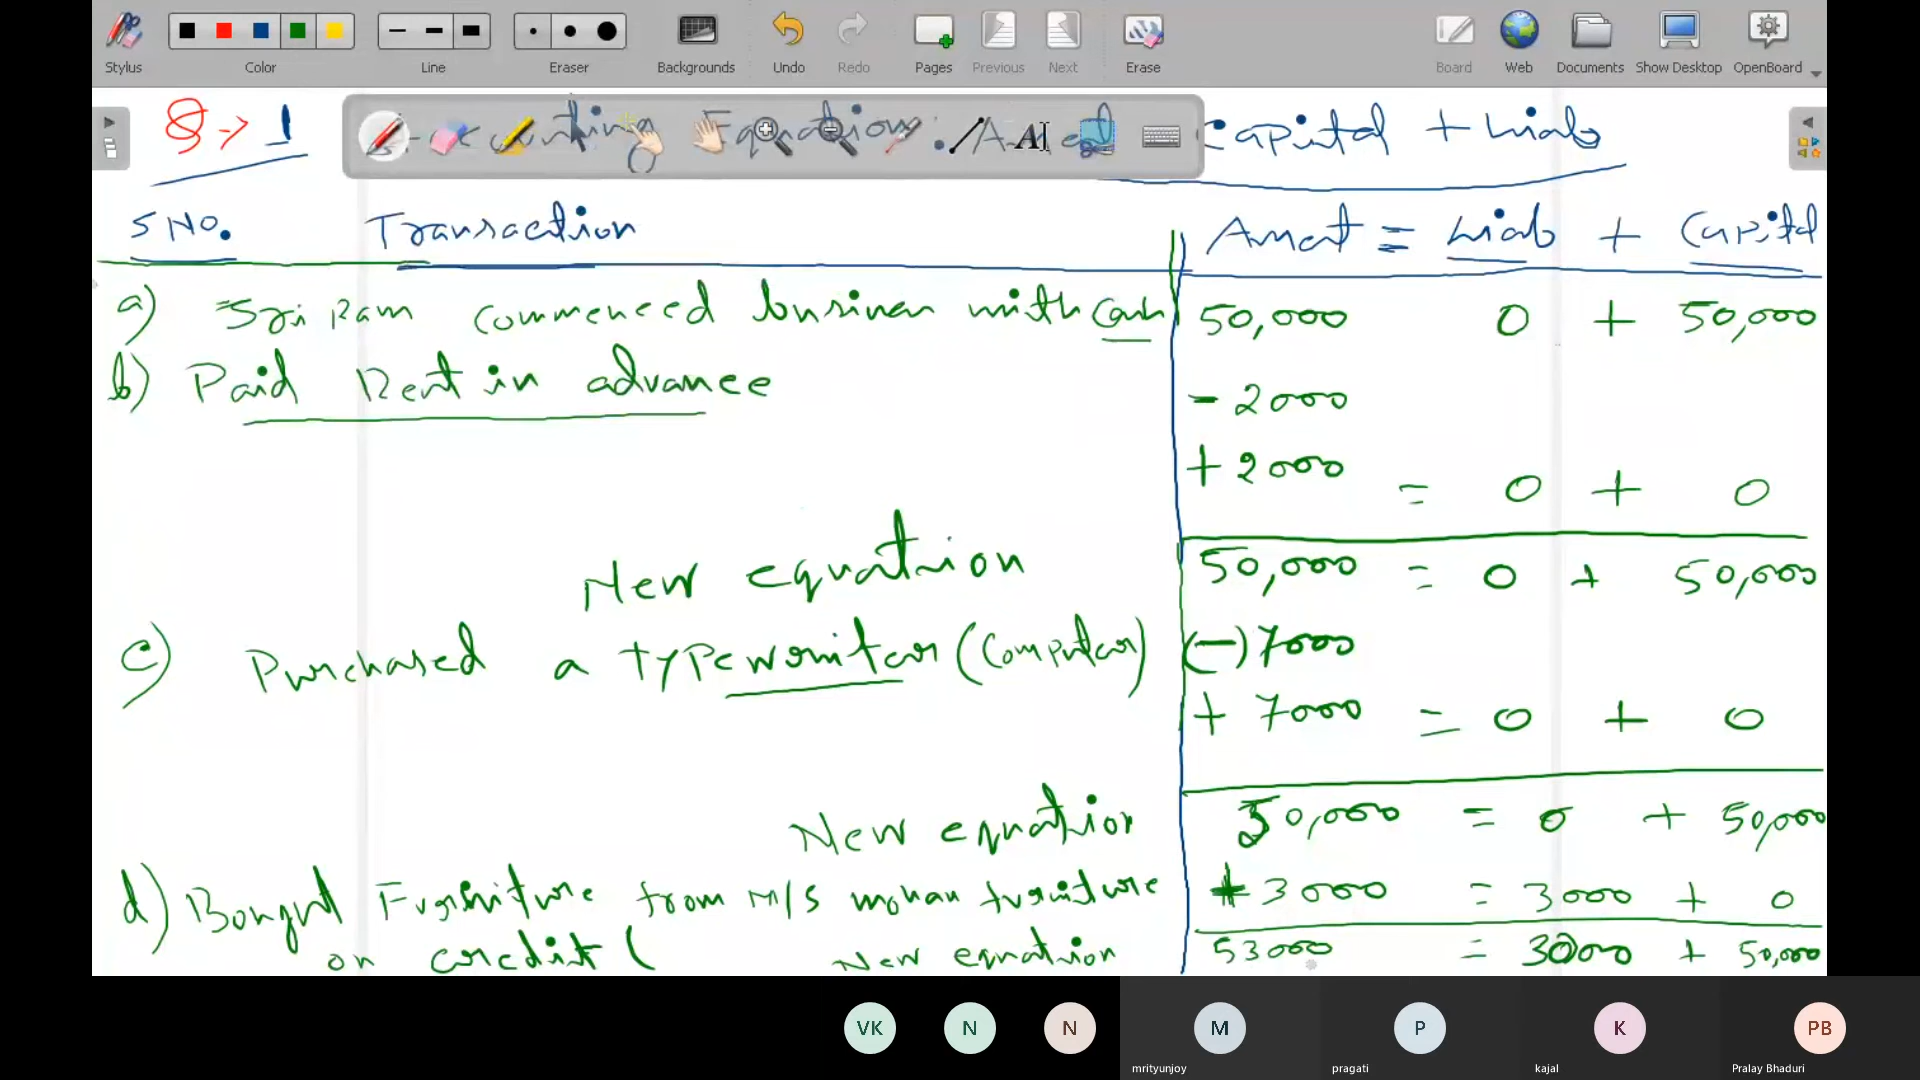 Stylus Color Line Eraser Backgrounds Undo Redo Pages Previous Next Erase Board Web Documents Show Desktop OpenBoard
Q → 1 Accounting Equation Capital + Liab
S No. Transaction Asset = Liab + Capital
a) Sri Ram Commenced business with Cash 50,000 0 + 50,000
b) Paid Rent in advance - 2000
+ 2000 = 0 + 0
New equation 50,000 = 0 + 50,000
c) Purchased a typewriter (Computer) (-) 7000
+ 7000 = 0 + 0
New equation 50,000 = 0 + 50,000
d) Bought Furniture from M/S mohan furniture + 3000 = 3000 + 0
on credit ( New equation 53000 = 3000 + 50,000
VK N N M P K PB
mrityunjoy pragati kajal Pralay Bhaduri